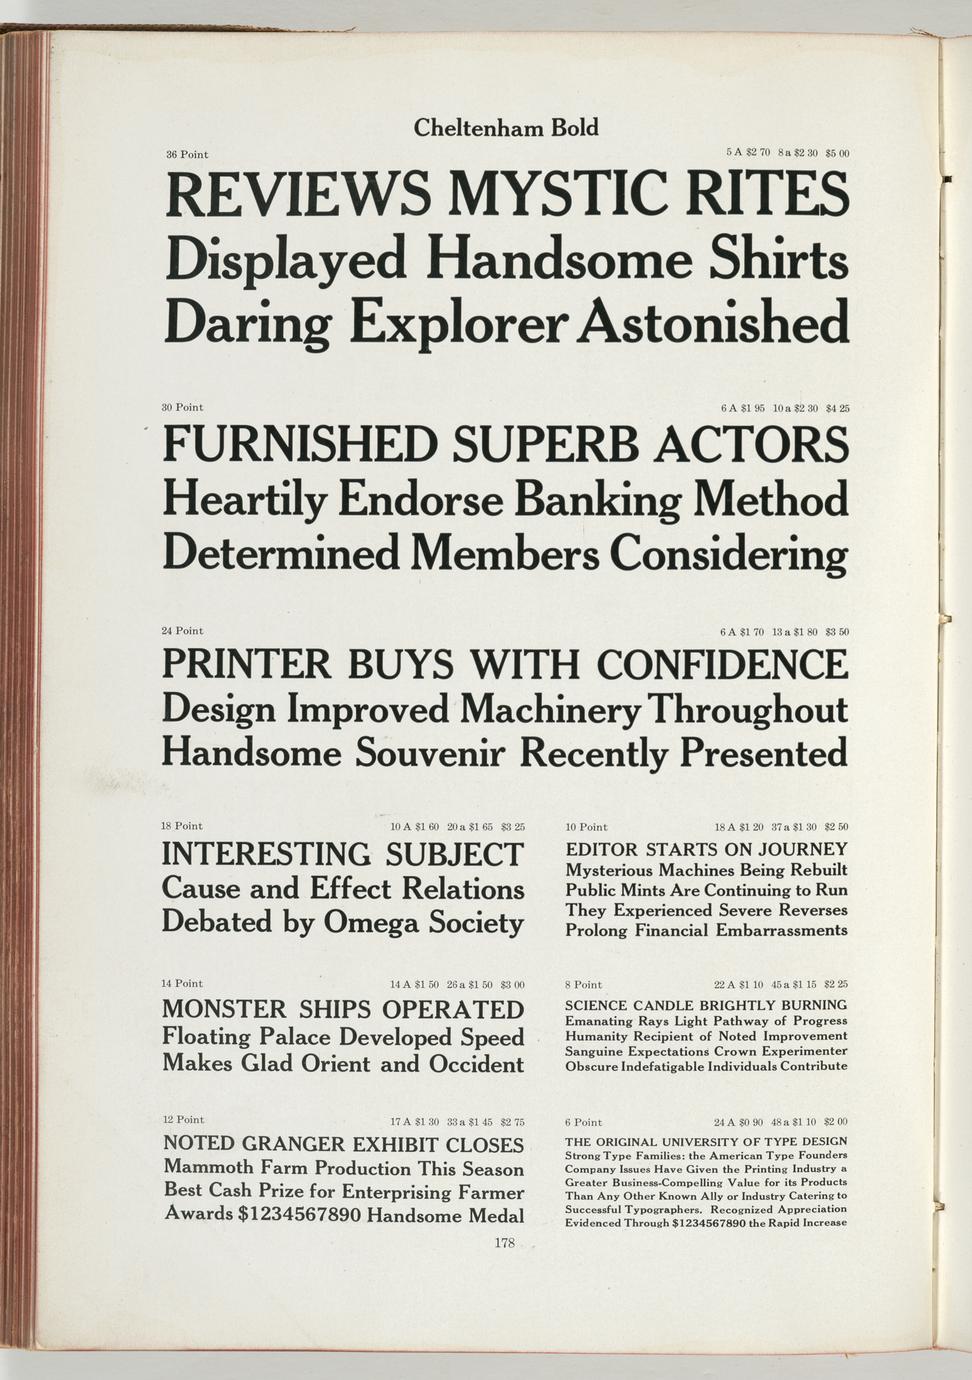 Cheltenham Bold
36 Point 5 A $2 70 8 a $2 30 $5 00
REVIEWS MYSTIC RITES
Displayed Handsome Shirts
Daring Explorer Astonished
30 Point 6 A $1 95 10 a $2 30 $4 25
FURNISHED SUPERB ACTORS
Heartily Endorse Banking Method
Determined Members Considering
24 Point 6 A $1 70 13 a $1 80 $3 50
PRINTER BUYS WITH CONFIDENCE
Design Improved Machinery Throughout
Handsome Souvenir Recently Presented
18 Point 10 A $1 60 20 a $1 65 $3 25
INTERESTING SUBJECT
Cause and Effect Relations
Debated by Omega Society
14 Point 14 A $1 50 26 a $1 50 $3 00
MONSTER SHIPS OPERATED
Floating Palace Developed Speed
Makes Glad Orient and Occident
12 Point 17 A $1 30 33 a $1 45 $2 75
NOTED GRANGER EXHIBIT CLOSES
Mammoth Farm Production This Season
Best Cash Prize for Enterprising Farmer
Awards $1234567890 Handsome Medal
10 Point 18 A $1 20 37 a $1 30 $2 50
EDITOR STARTS ON JOURNEY
Mysterious Machines Being Rebuilt
Public Mints Are Continuing to Run
They Experienced Severe Reverses
Prolong Financial Embarrassments
8 Point 22 A $1 10 45 a $1 15 $2 25
SCIENCE CANDLE BRIGHTLY BURNING
Emanating Rays Light Pathway of Progress
Humanity Recipient of Noted Improvement
Sanguine Expectations Crown Experimenter
Obscure Indefatigable Individuals Contribute
6 Point 24 A $0 90 48 a $1 10 $2 00
THE ORIGINAL UNIVERSITY OF TYPE DESIGN
Strong Type Families: the American Type Founders
Company Issues Have Given the Printing Industry a
Greater Business-Compelling Value for its Products
Than Any Other Known Ally or Industry Catering to
Successful Typographers. Recognized Appreciation
Evidenced Through $1234567890 the Rapid Increase
178